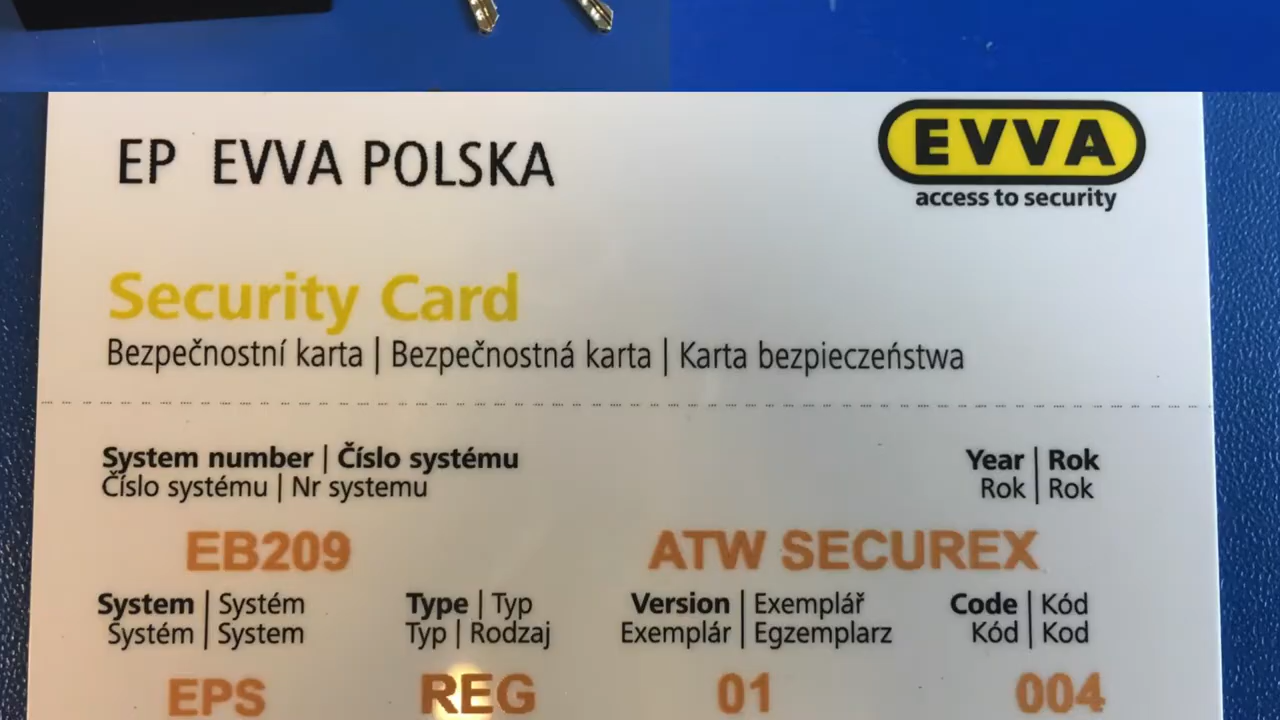 EP EVVA POLSKA
EVVA
access to security
Security Card
Bezpečnostní karta | Bezpečnostná karta | Karta bezpieczeństwa
System number | Číslo systému
Číslo systému | Nr systemu
Year | Rok
Rok | Rok
EB209
ATW SECUREX
System | Systém
Systém | System
Type | Typ
Typ | Rodzaj
Version | Exemplář
Exemplár | Egzemplarz
Code | Kód
Kód | Kod
EPS
REG
01
004